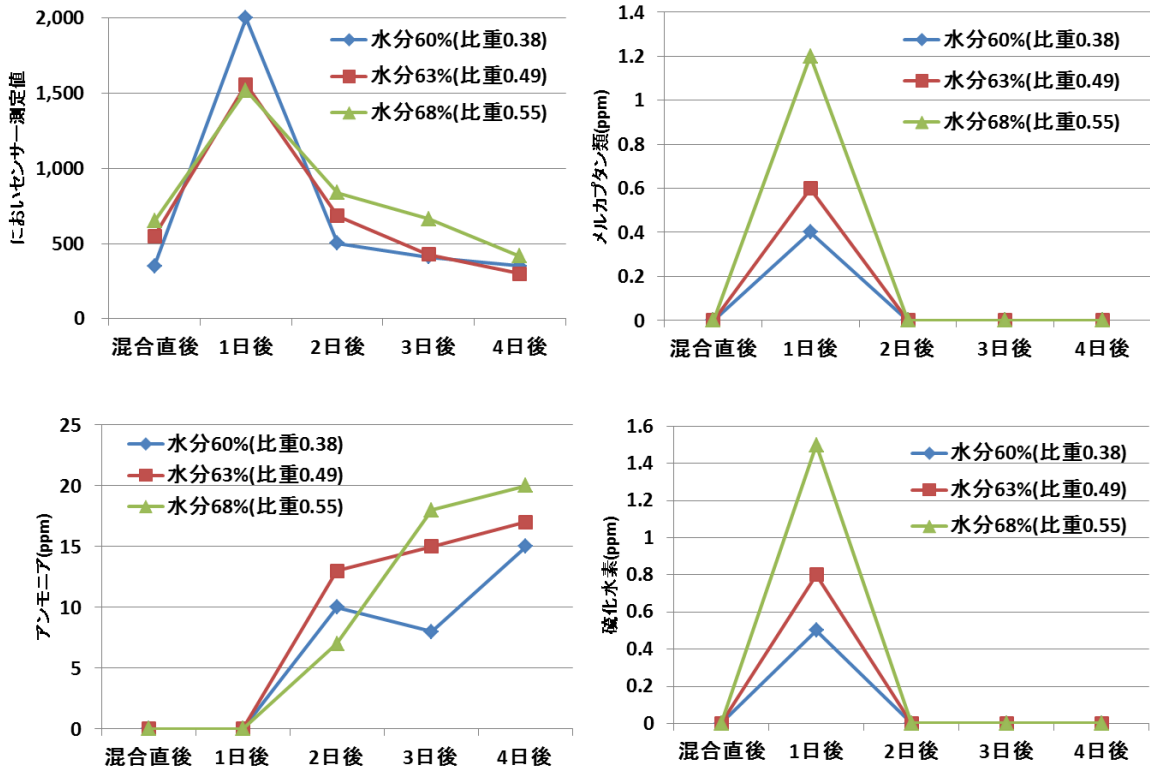 においセンサー測定値
2,000
1,500
1,000
500
0
水分60%(比重0.38)
水分63%(比重0.49)
水分68%(比重0.55)
混合直後 1日後 2日後 3日後 4日後
メルカプタン類(ppm)
1.4
1.2
1
0.8
0.6
0.4
0.2
0
水分60%(比重0.38)
水分63%(比重0.49)
水分68%(比重0.55)
混合直後 1日後 2日後 3日後 4日後
アンモニア(ppm)
25
20
15
10
5
0
水分60%(比重0.38)
水分63%(比重0.49)
水分68%(比重0.55)
混合直後 1日後 2日後 3日後 4日後
硫化水素(ppm)
1.6
1.4
1.2
1
0.8
0.6
0.4
0.2
0
水分60%(比重0.38)
水分63%(比重0.49)
水分68%(比重0.55)
混合直後 1日後 2日後 3日後 4日後